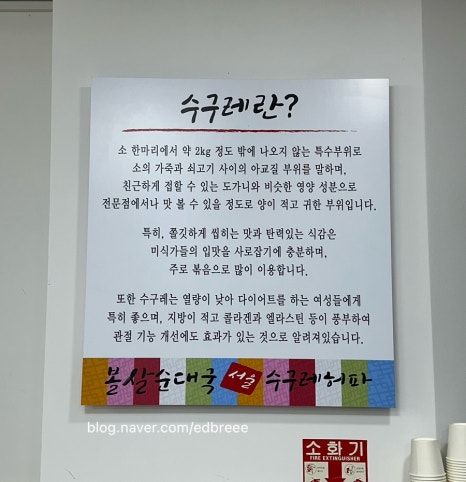 수구레란?
소 한마리에서 약 2kg 정도 밖에 나오지 않는 특수부위로
소의 가죽과 쇠고기 사이의 아교질 부위를 말하며,
친근하게 접할 수 있는 도가니와 비슷한 영양 성분으로
전문점에서나 맛 볼 수 있을 정도로 양이 적고 귀한 부위입니다.
특히, 쫄깃하게 씹히는 맛과 탄력있는 식감은
미식가들의 입맛을 사로잡기에 충분하며,
주로 볶음으로 많이 이용합니다.
또한 수구레는 열량이 낮아 다이어트를 하는 여성들에게
특히 좋으며, 지방이 적고 콜라겐과 엘라스틴 등이 풍부하여
관절 기능 개선에도 효과가 있는 것으로 알려져있습니다.
볼살순대국 서울 수구레허파
blog.naver.com/edbreee
소화기
FIRE EXTINGUISHER